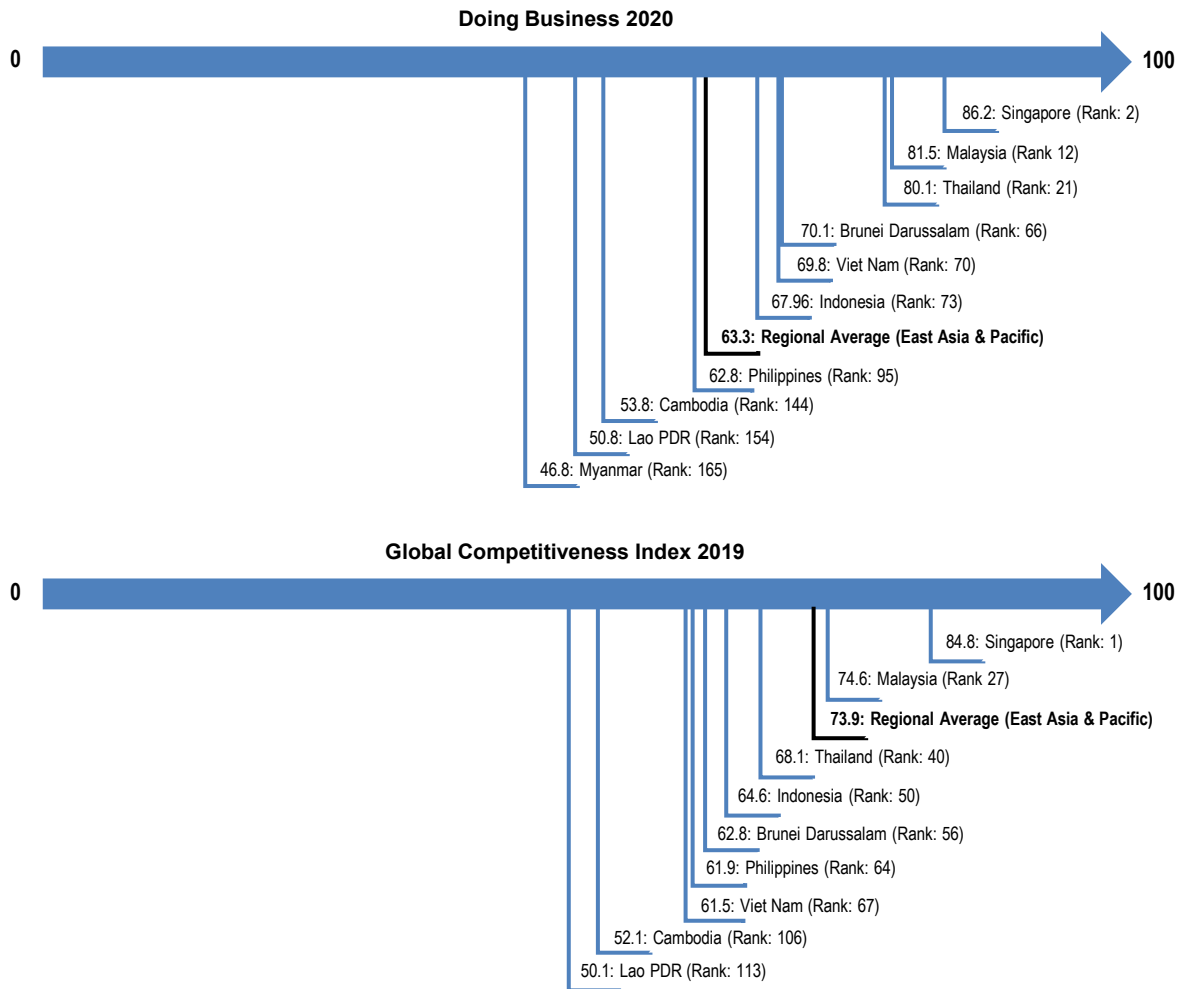 Doing Business 2020
0
100
86.2: Singapore (Rank: 2)
81.5: Malaysia (Rank 12)
80.1: Thailand (Rank: 21)
70.1: Brunei Darussalam (Rank: 66)
69.8: Viet Nam (Rank: 70)
67.96: Indonesia (Rank: 73)
63.3: Regional Average (East Asia & Pacific)
62.8: Philippines (Rank: 95)
53.8: Cambodia (Rank: 144)
50.8: Lao PDR (Rank: 154)
46.8: Myanmar (Rank: 165)
Global Competitiveness Index 2019
0
100
84.8: Singapore (Rank: 1)
74.6: Malaysia (Rank 27)
73.9: Regional Average (East Asia & Pacific)
68.1: Thailand (Rank: 40)
64.6: Indonesia (Rank: 50)
62.8: Brunei Darussalam (Rank: 56)
61.9: Philippines (Rank: 64)
61.5: Viet Nam (Rank: 67)
52.1: Cambodia (Rank: 106)
50.1: Lao PDR (Rank: 113)